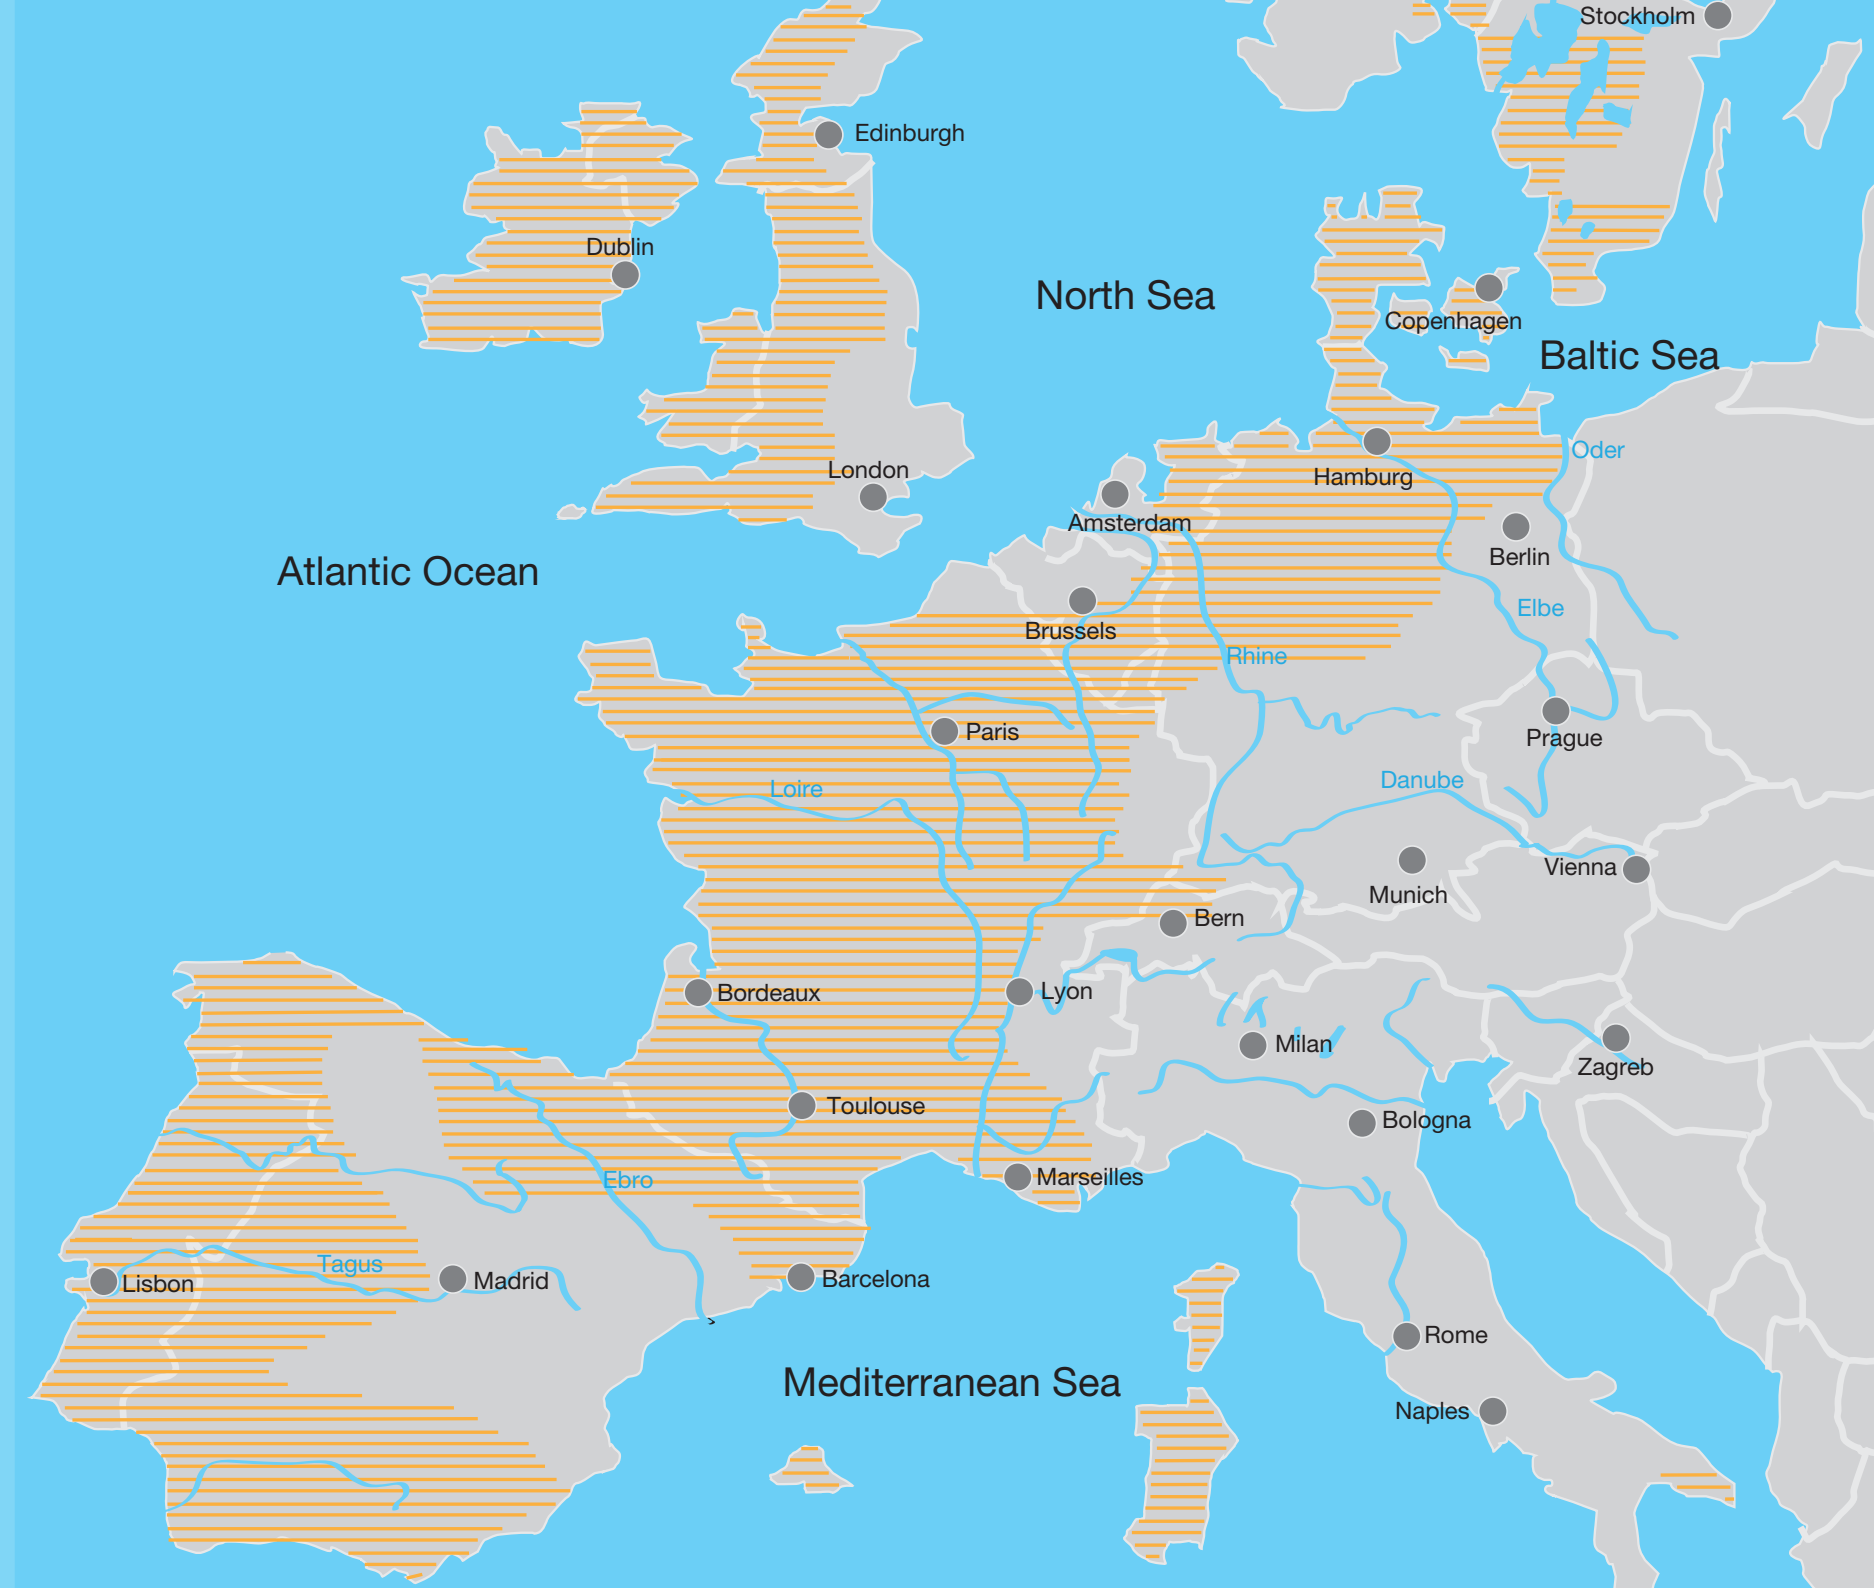 Stockholm
Edinburgh
Dublin
North Sea
Copenhagen
Baltic Sea
London
Hamburg
Oder
Amsterdam
Berlin
Atlantic Ocean
Elbe
Brussels
Rhine
Paris
Prague
Loire
Danube
Vienna
Munich
Bern
Bordeaux
Lyon
Milan
Zagreb
Toulouse
Bologna
Marseilles
Ebro
Tagus
Lisbon
Madrid
Barcelona
Rome
Mediterranean Sea
Naples